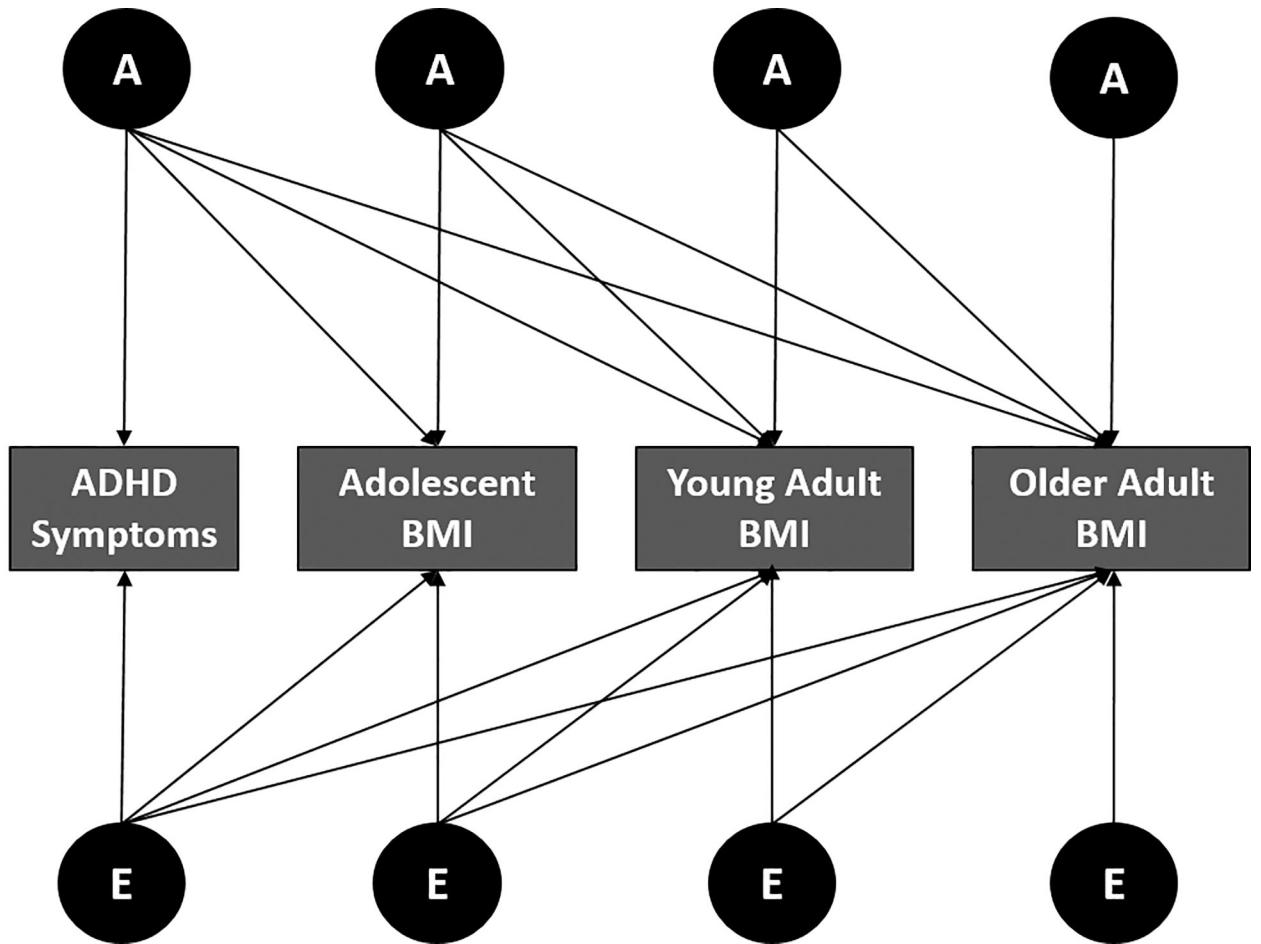 A
A
A
A
ADHD
Symptoms
Adolescent
BMI
Young Adult
BMI
Older Adult
BMI
E
E
E
E